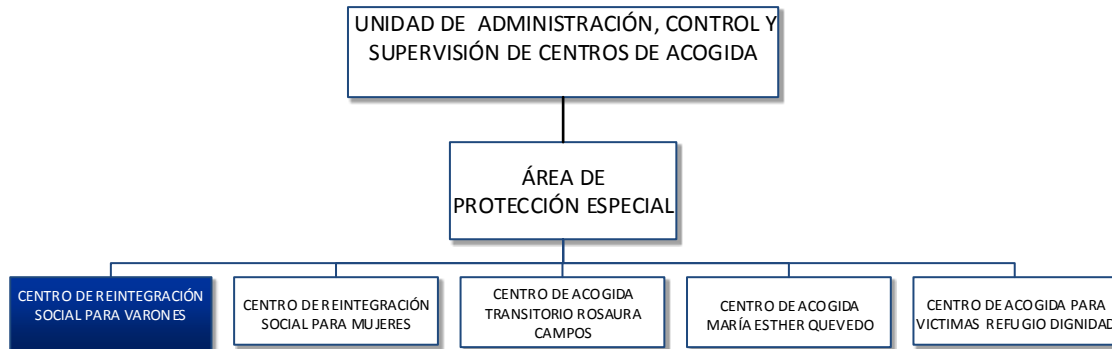 UNIDAD DE ADMINISTRACIÓN, CONTROL Y
SUPERVISIÓN DE CENTROS DE ACOGIDA
ÁREA DE
PROTECCIÓN ESPECIAL
CENTRO DE REINTEGRACIÓN
SOCIAL PARA VARONES
CENTRO DE REINTEGRACIÓN
SOCIAL PARA MUJERES
CENTRO DE ACOGIDA
TRANSITORIO ROSAURA
CAMPOS
CENTRO DE ACOGIDA
MARÍA ESTHER QUEVEDO
CENTRO DE ACOGIDA PARA
VICTIMAS REFUGIO DIGNIDAD